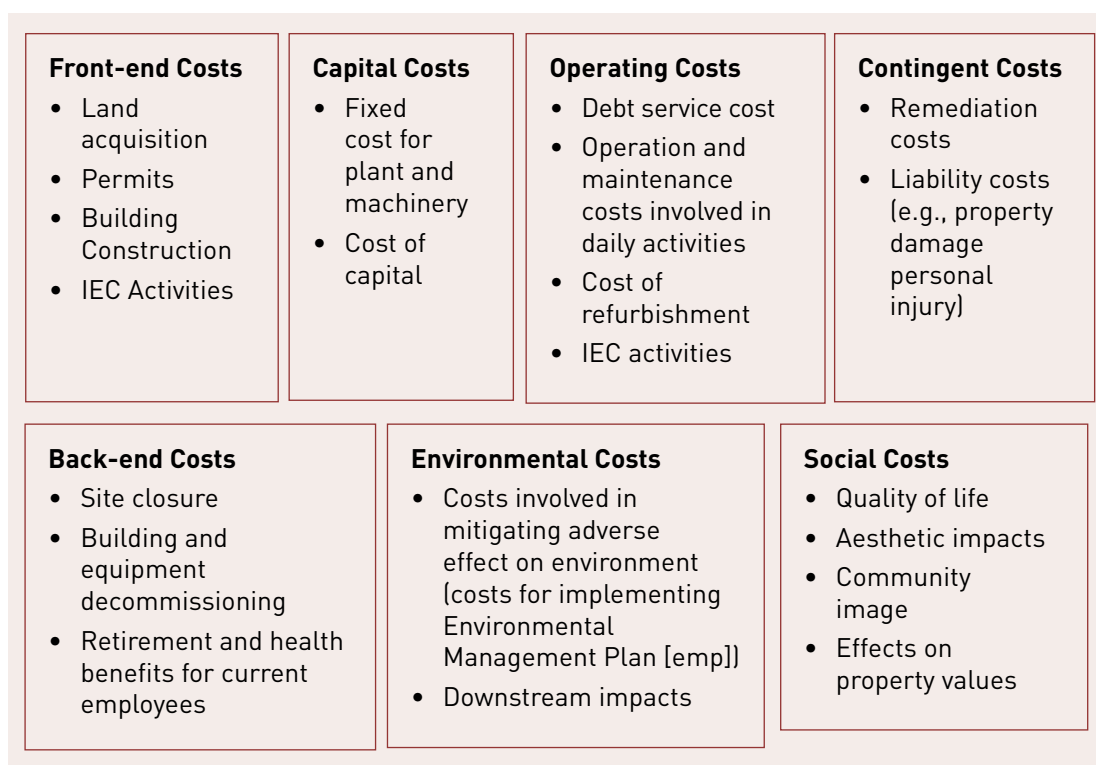 Front-end Costs
• Land
acquisition
• Permits
• Building
Construction
• IEC Activities
Capital Costs
• Fixed
cost for
plant and
machinery
• Cost of
capital
Operating Costs
• Debt service cost
• Operation and
maintenance
costs involved in
daily activities
• Cost of
refurbishment
• IEC activities
Contingent Costs
• Remediation
costs
• Liability costs
(e.g., property
damage
personal
injury)
Back-end Costs
• Site closure
• Building and
equipment
decommissioning
• Retirement and health
benefits for current
employees
Environmental Costs
• Costs involved in
mitigating adverse
effect on environment
(costs for implementing
Environmental
Management Plan [emp])
• Downstream impacts
Social Costs
• Quality of life
• Aesthetic impacts
• Community
image
• Effects on
property values